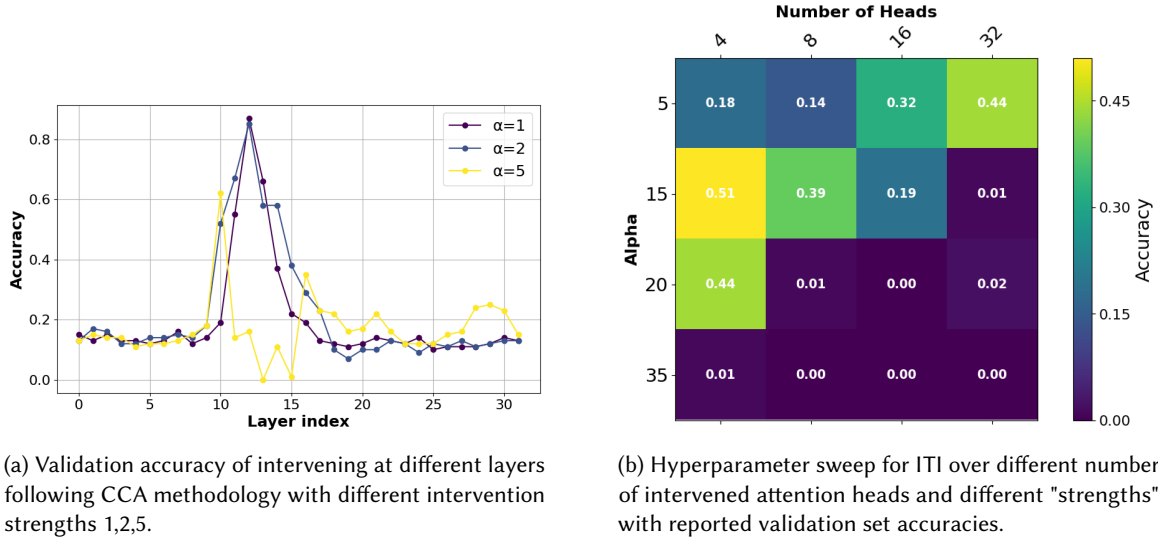 0.8
0.6
0.4
0.2
0.0
Accuracy
α=1
α=2
α=5
0 5 10 15 20 25 30
Layer index
(a) Validation accuracy of intervening at different layers
following CCA methodology with different intervention
strengths 1,2,5.
Number of Heads
4 8 16 32
Alpha
5 0.18 0.14 0.32 0.44
15 0.51 0.39 0.19 0.01
20 0.44 0.01 0.00 0.02
35 0.01 0.00 0.00 0.00
0.45
0.30
0.15
0.00
Accuracy
(b) Hyperparameter sweep for ITI over different number
of intervened attention heads and different "strengths"
with reported validation set accuracies.